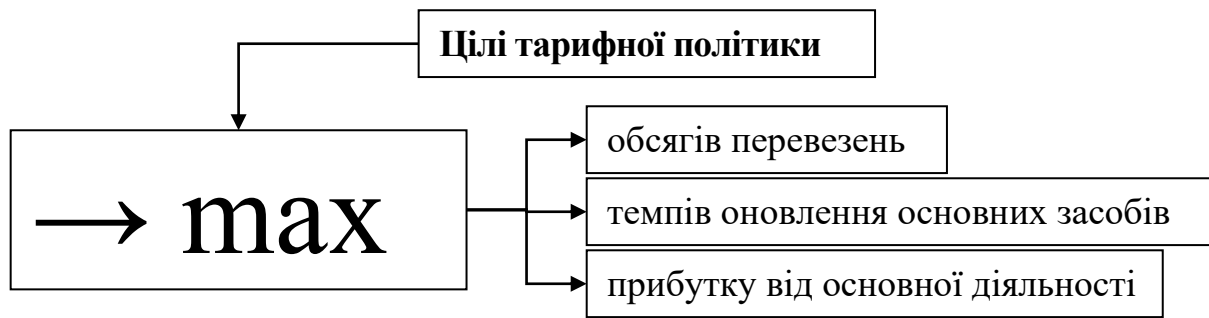 Цілі тарифної політики
→ max
обсягів перевезень
темпів оновлення основних засобів
прибутку від основної діяльності